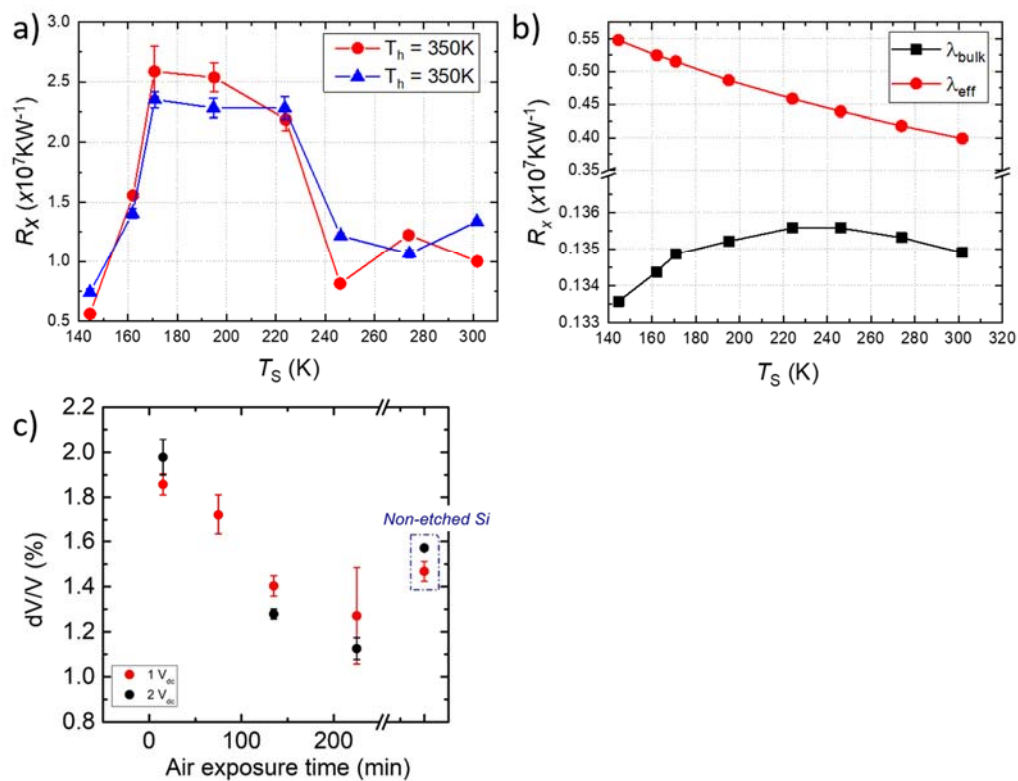 a)
3.0
2.5
2.0
1.5
1.0
0.5
140 160 180 200 220 240 260 280 300
R_X (x10⁷KW⁻¹)
T_S (K)
T_h = 350K
T_h = 350K
b)
0.55
0.50
0.45
0.40
0.35
0.136
0.135
0.134
0.133
140 160 180 200 220 240 260 280 300 320
R_x (x10⁷KW⁻¹)
T_S (K)
λ_bulk
λ_eff
c)
2.2
2.0
1.8
1.6
1.4
1.2
1.0
0.8
0 100 200
dV/V (%)
Air exposure time (min)
Non-etched Si
1 V_dc
2 V_dc